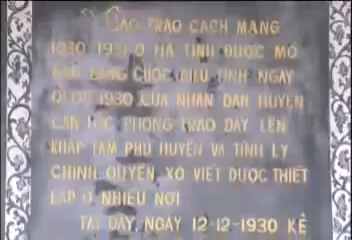 CAO TRÀO CÁCH MẠNG
1930-1931 Ở HÀ TĨNH ĐƯỢC MỞ
BẰNG CUỘC BIỂU TÌNH NGÀY
1930 CỦA NHÂN DÂN HUYỆN
CAN LỘC PHONG TRÀO DẤY LÊN
KHẮP TÁM PHỦ HUYỆN VÀ TỈNH LỴ
CHÍNH QUYỀN XÔ VIẾT ĐƯỢC THIẾT
LẬP Ở NHIỀU NƠI
TẠI ĐÂY, NGÀY 12-12-1930 KẺ